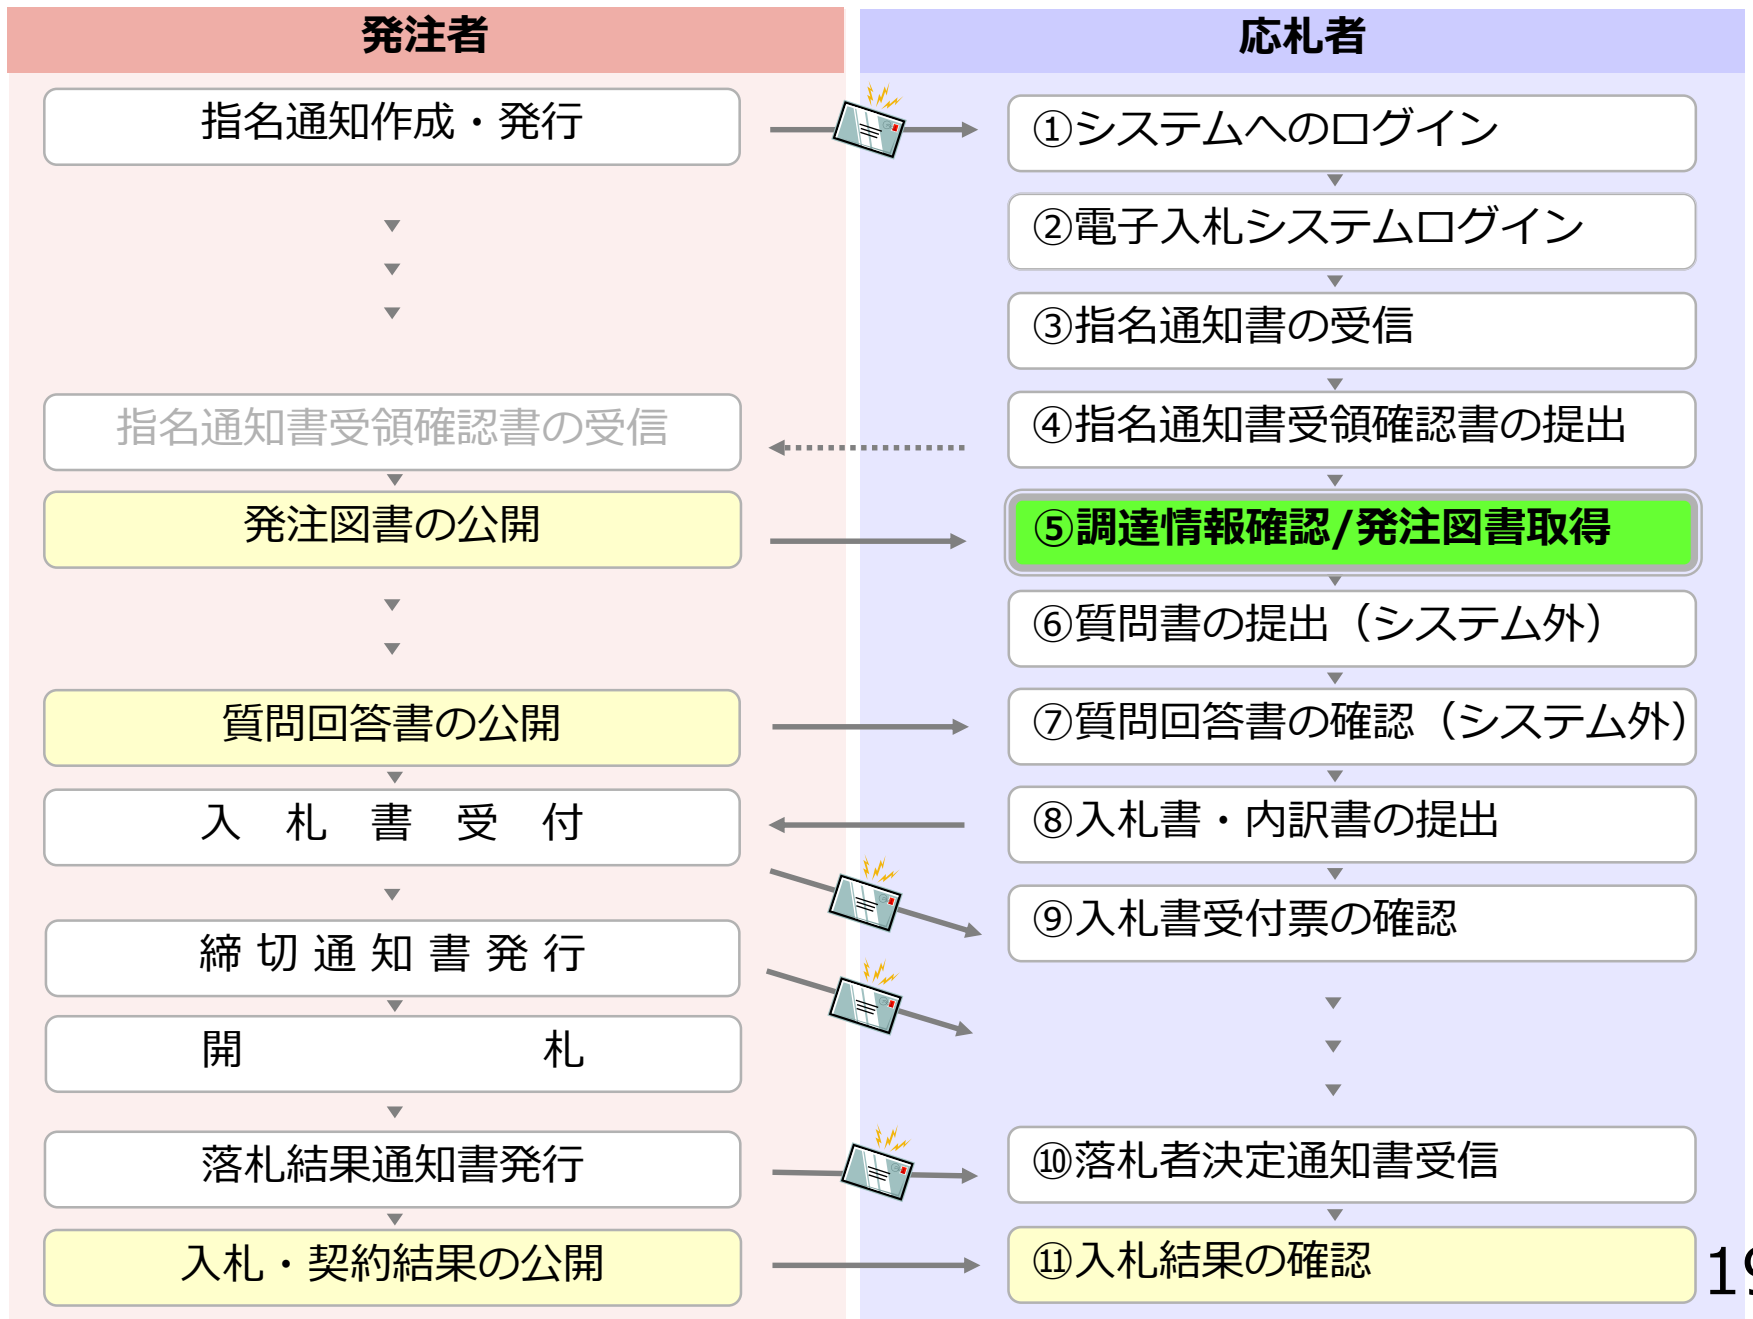 発注者
指名通知作成・発行
指名通知書受領確認書の受信
発注図書の公開
質問回答書の公開
入札書受付
締切通知書発行
開札
落札結果通知書発行
入札・契約結果の公開
応札者
①システムへのログイン
②電子入札システムログイン
③指名通知書の受信
④指名通知書受領確認書の提出
⑤調達情報確認/発注図書取得
⑥質問書の提出（システム外）
⑦質問回答書の確認（システム外）
⑧入札書・内訳書の提出
⑨入札書受付票の確認
⑩落札者決定通知書受信
⑪入札結果の確認
19